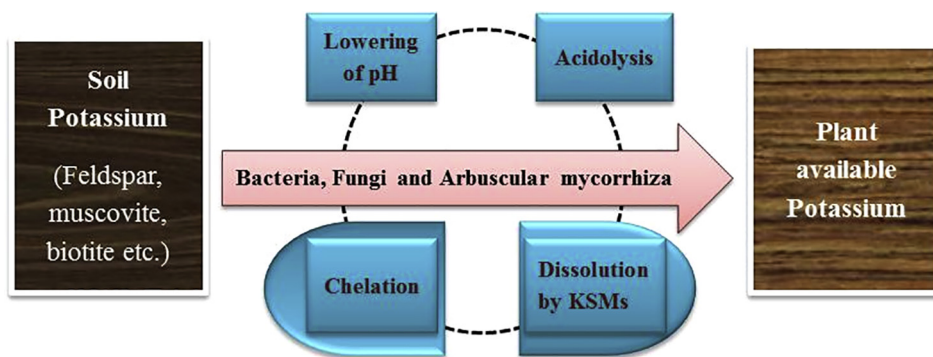 Soil
Potassium
(Feldspar,
muscovite,
biotite etc.)
Lowering
of pH
Acidolysis
Bacteria, Fungi and Arbuscular mycorrhiza
Chelation
Dissolution
by KSMs
Plant
available
Potassium